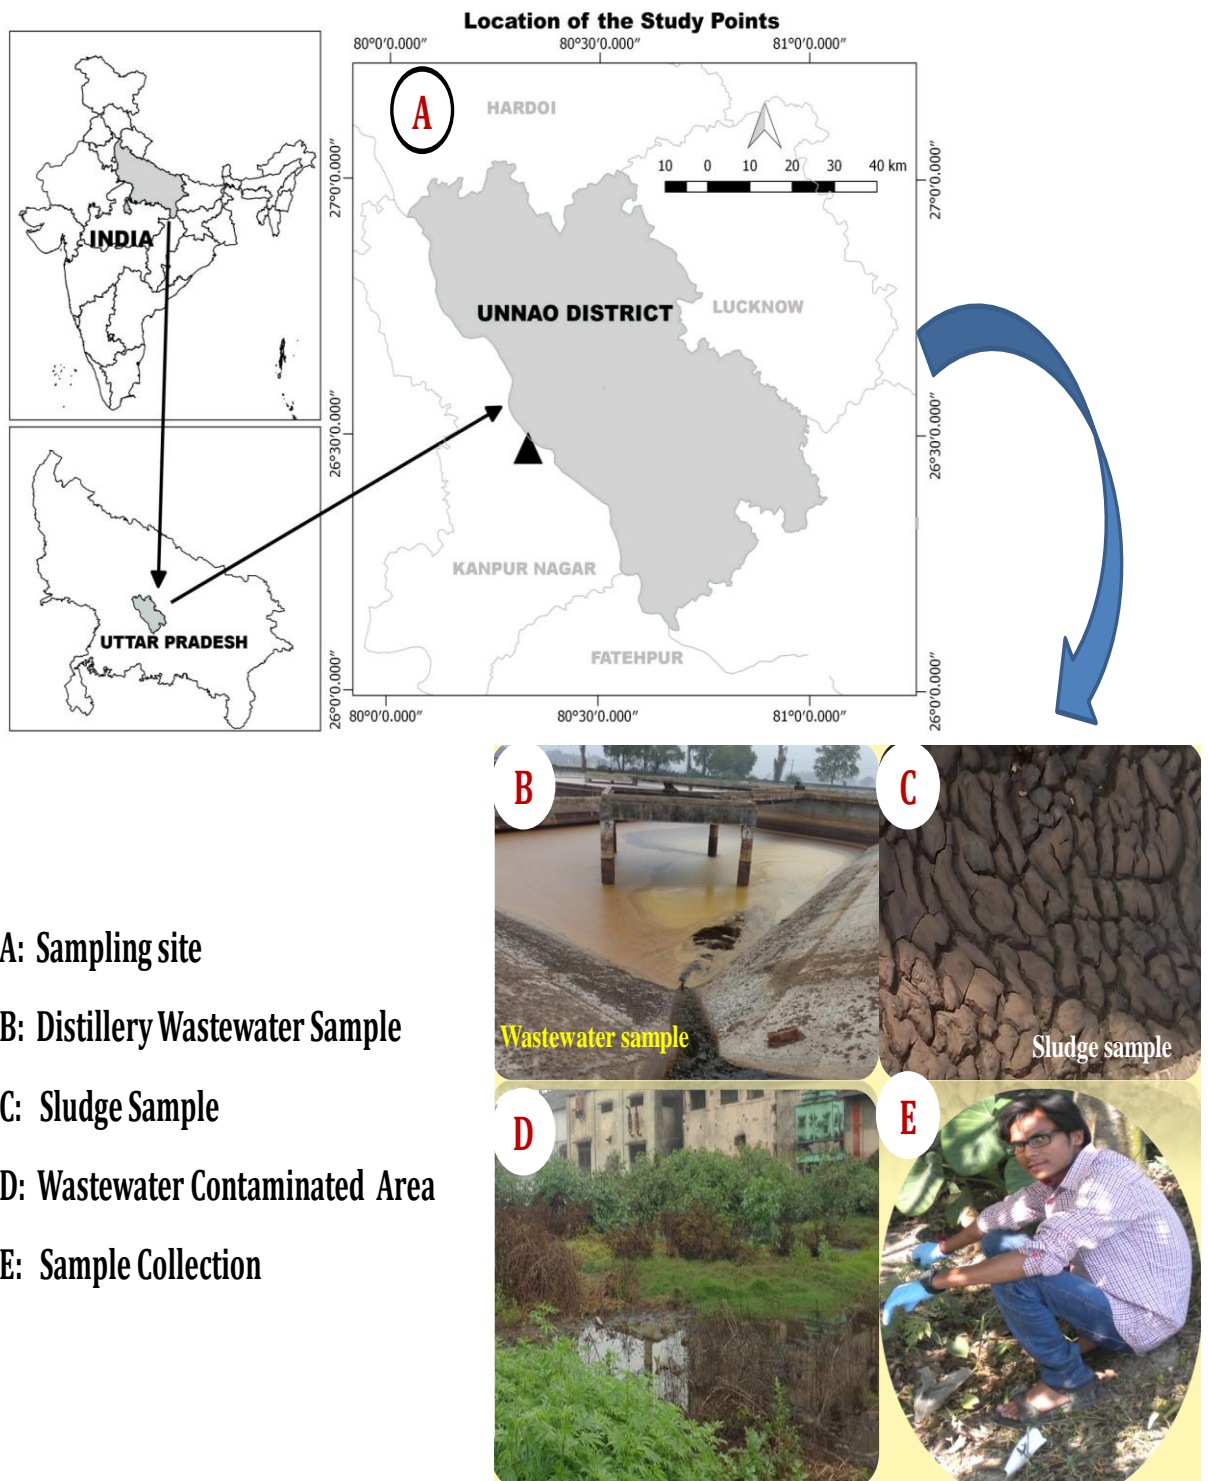 Location of the Study Points
80°0'0.000" 80°30'0.000" 81°0'0.000"
A
HARDOI
10 0 10 20 30 40 km
27°0'0.000" 27°0'0.000"
INDIA
UNNAO DISTRICT
LUCKNOW
26°30'0.000" 26°30'0.000"
KANPUR NAGAR
UTTAR PRADESH
FATEHPUR
26°0'0.000" 26°0'0.000"
80°0'0.000" 80°30'0.000" 81°0'0.000"
B
C
Wastewater sample
Sludge sample
D
E
A: Sampling site
B: Distillery Wastewater Sample
C: Sludge Sample
D: Wastewater Contaminated Area
E: Sample Collection